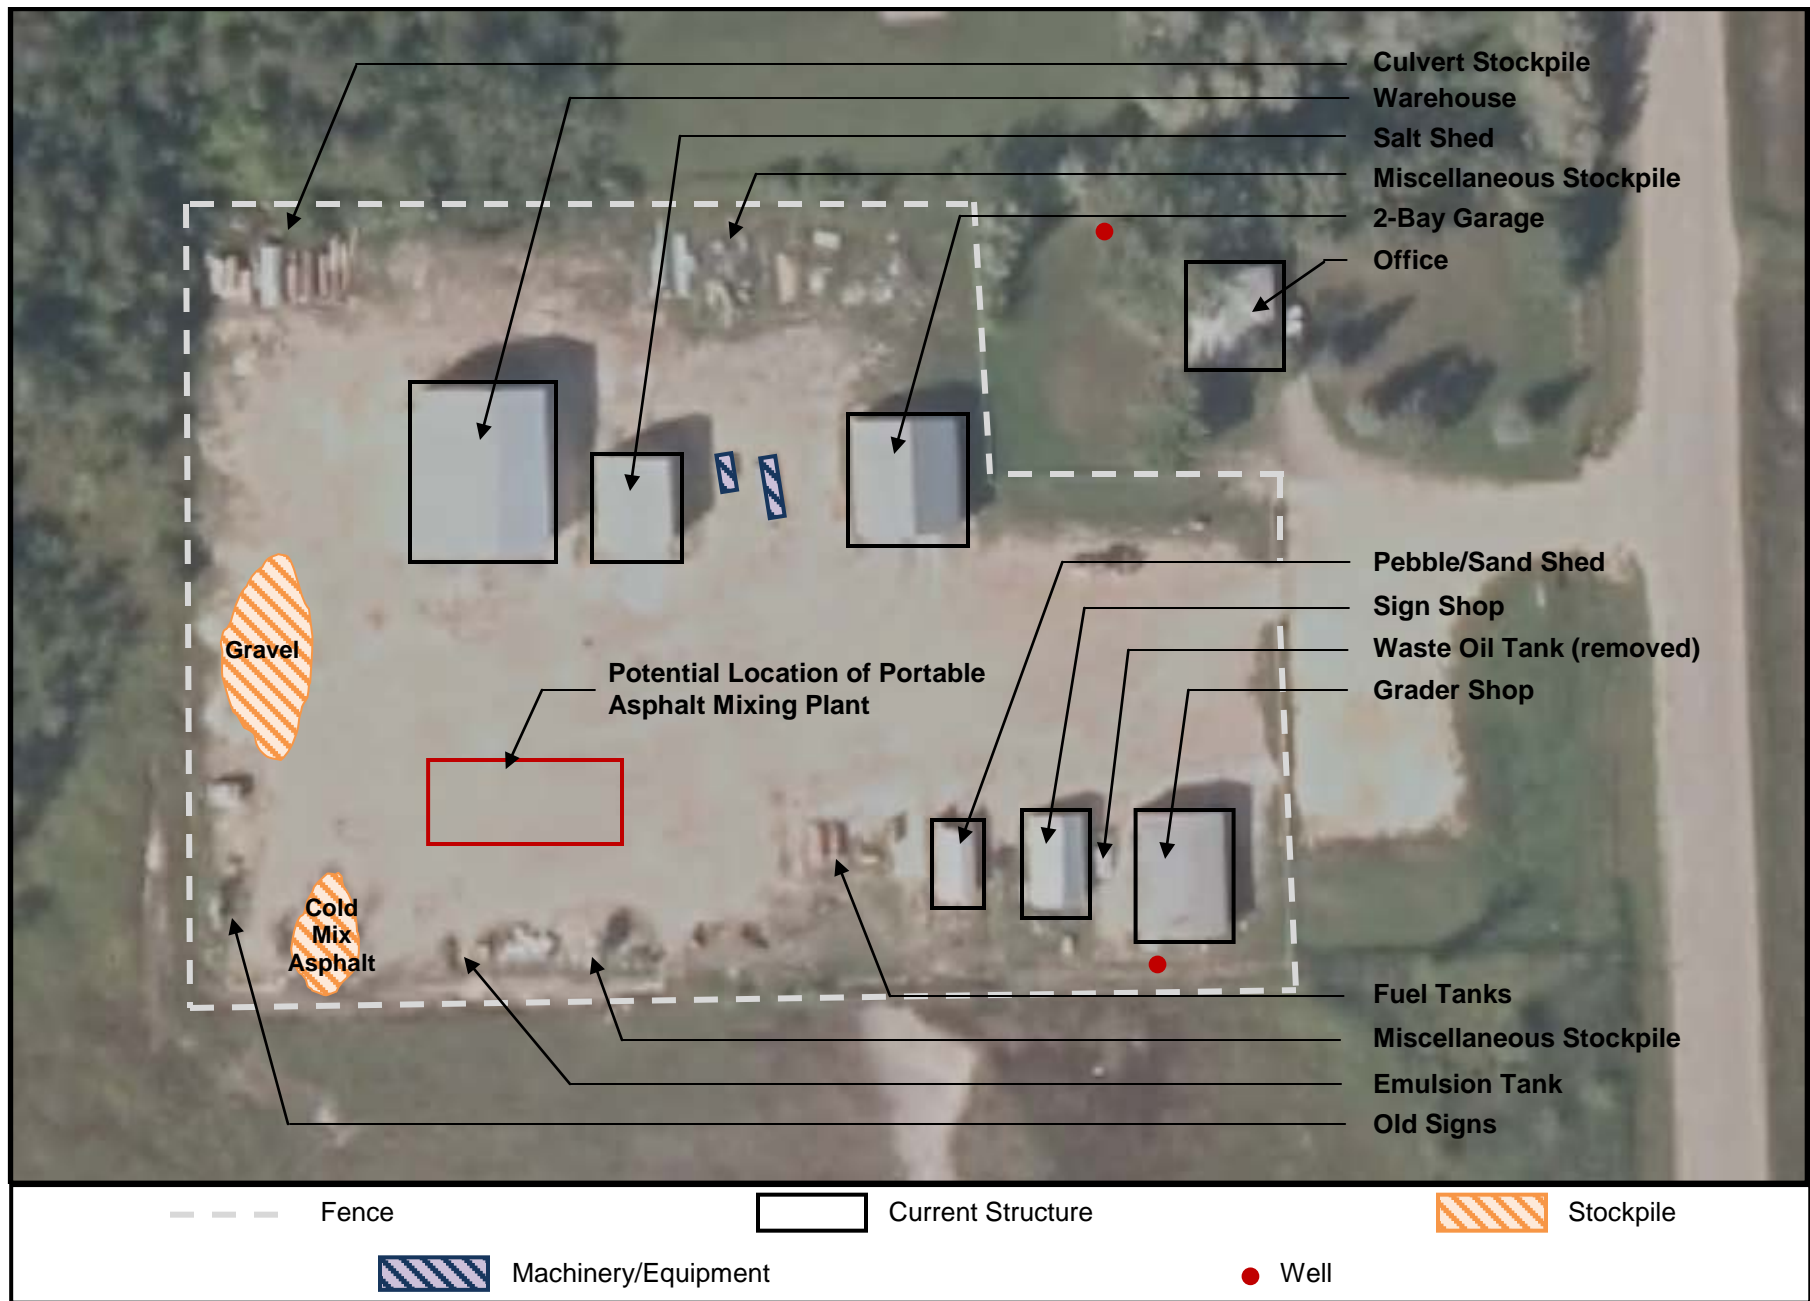 Culvert Stockpile
Warehouse
Salt Shed
Miscellaneous Stockpile
2-Bay Garage
Office
Pebble/Sand Shed
Sign Shop
Waste Oil Tank (removed)
Grader Shop
Gravel
Potential Location of Portable
Asphalt Mixing Plant
Cold
Mix
Asphalt
Fuel Tanks
Miscellaneous Stockpile
Emulsion Tank
Old Signs
Fence
Current Structure
Stockpile
Machinery/Equipment
Well